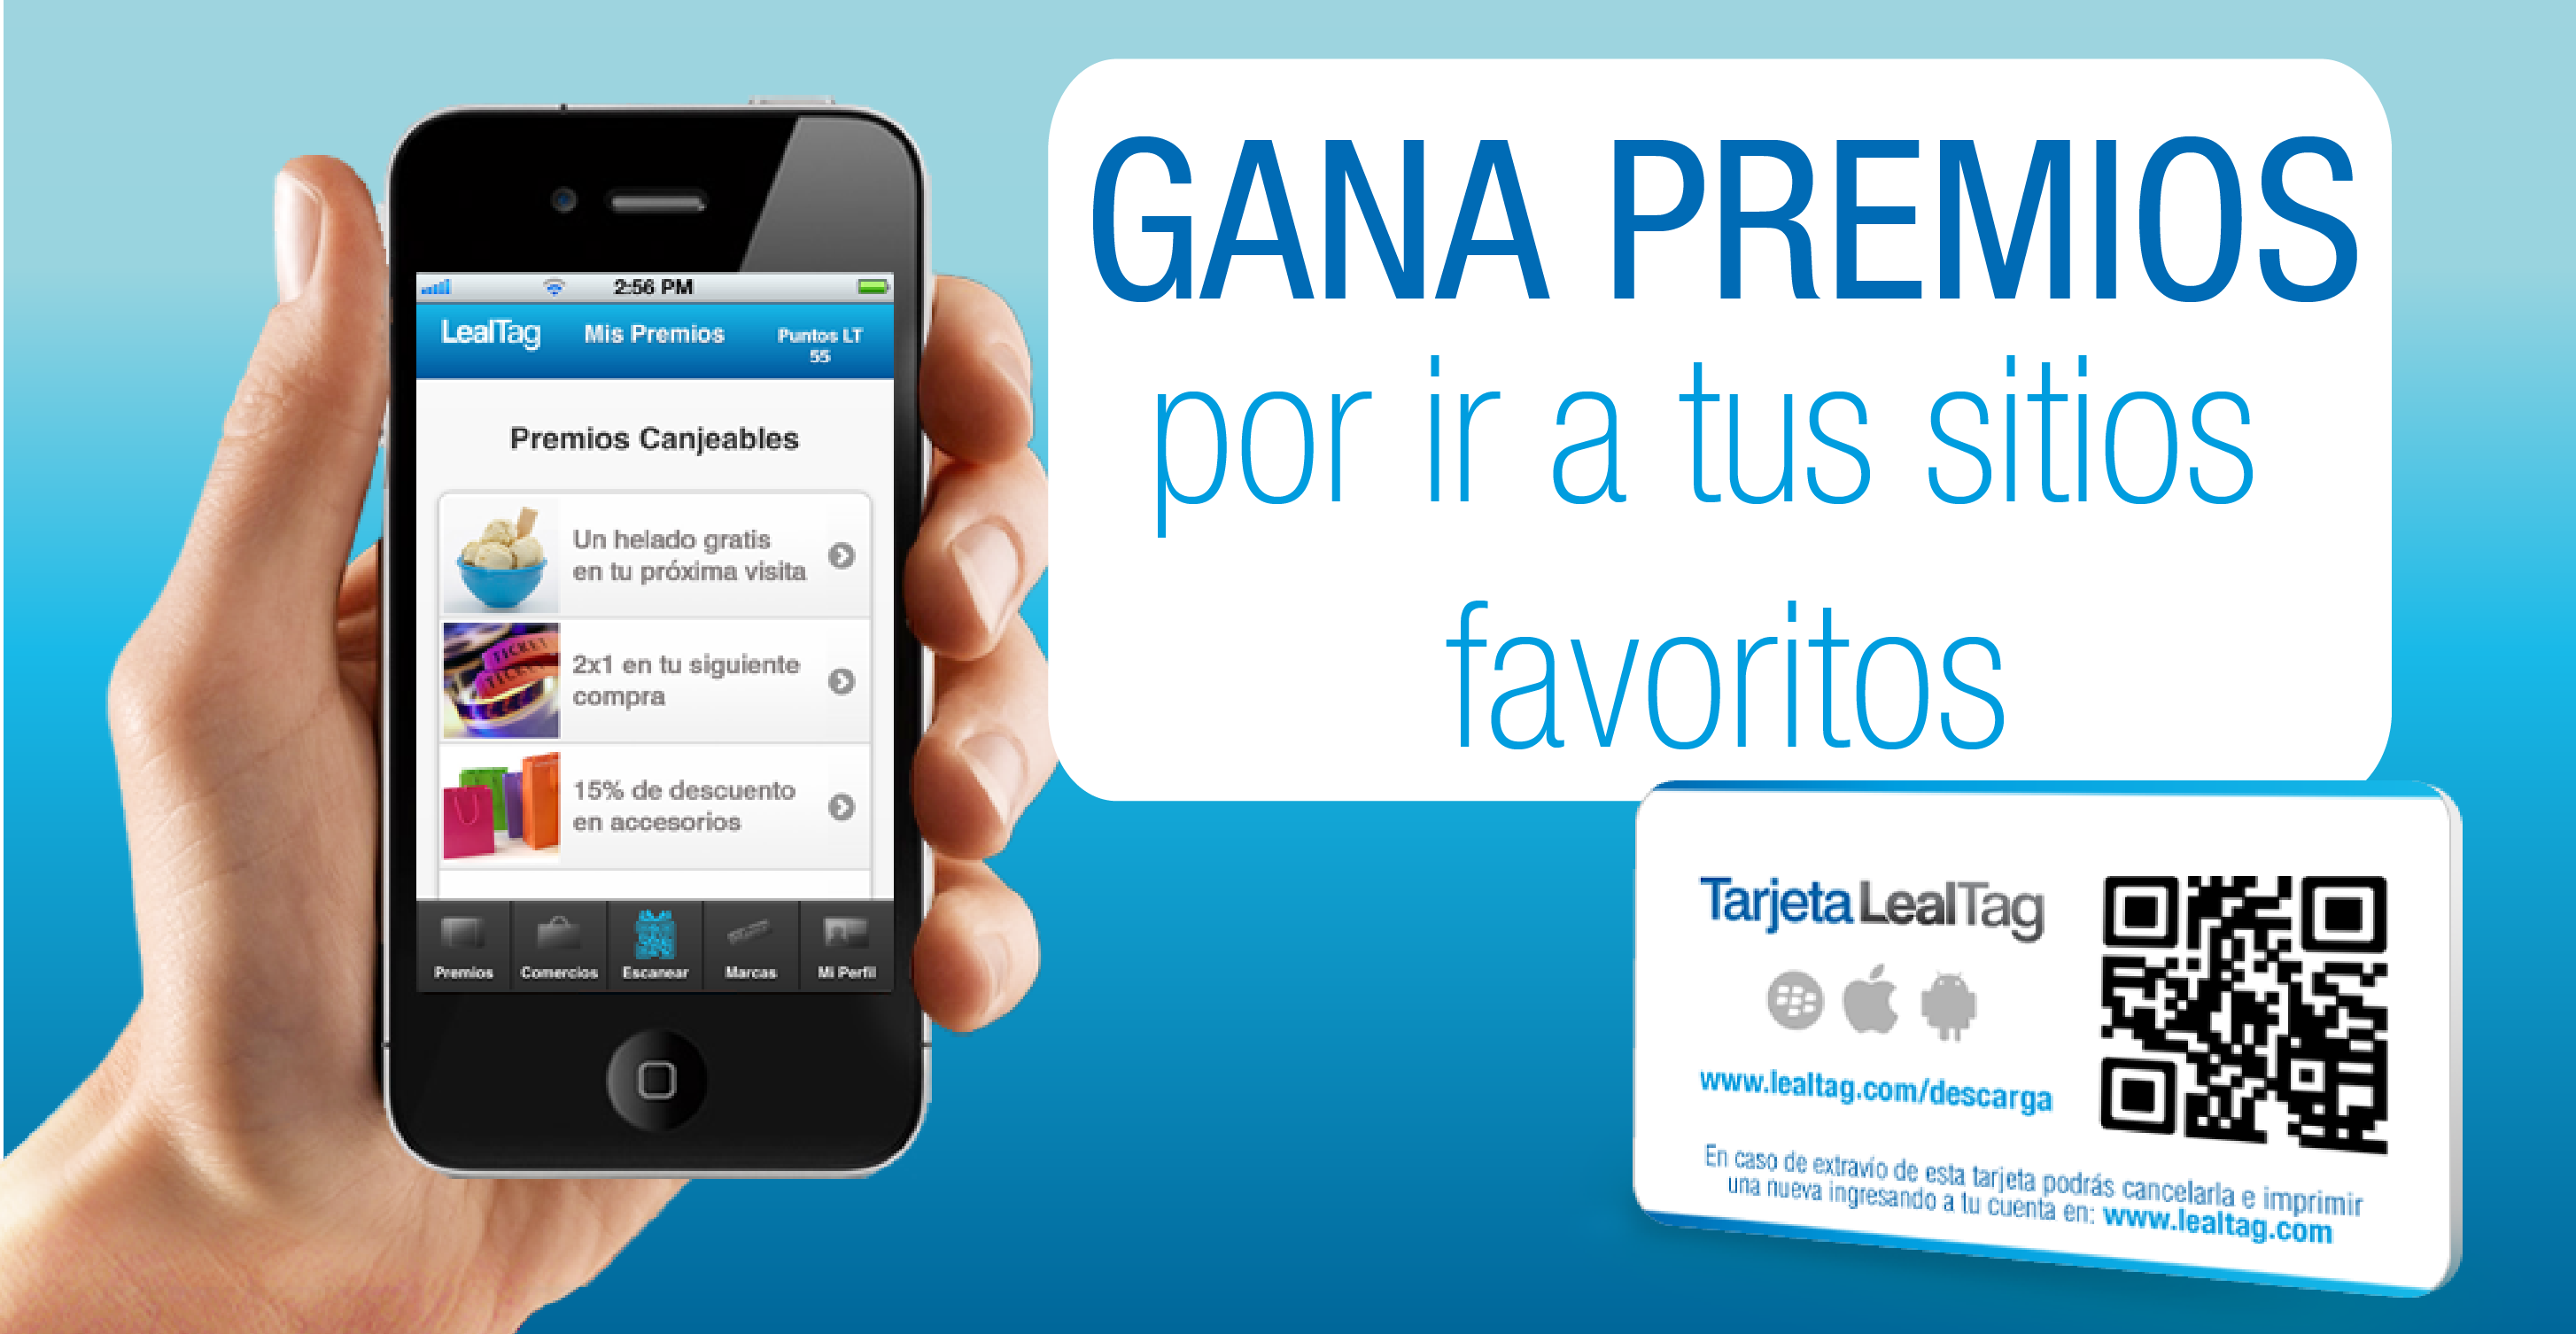 GANA PREMIOS
por ir a tus sitios
favoritos
2:56 PM
LealTag
Mis Premios
Puntos LT
55
Premios Canjeables
Un helado gratis
en tu próxima visita
TICKET
TICKET
2x1 en tu siguiente
compra
15% de descuento
en accesorios
Premios
Comercios
Escanear
Marcas
Mi Perfil
Tarjeta LealTag
www.lealtag.com/descarga
En caso de extravío de esta tarjeta podrás cancelarla e imprimir
una nueva ingresando a tu cuenta en: www.lealtag.com